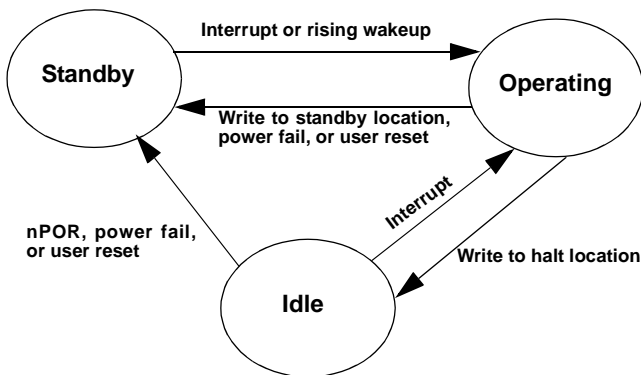 Interrupt or rising wakeup
Standby
Operating
Write to standby location,
power fail, or user reset
Interrupt
nPOR, power fail,
or user reset
Write to halt location
Idle